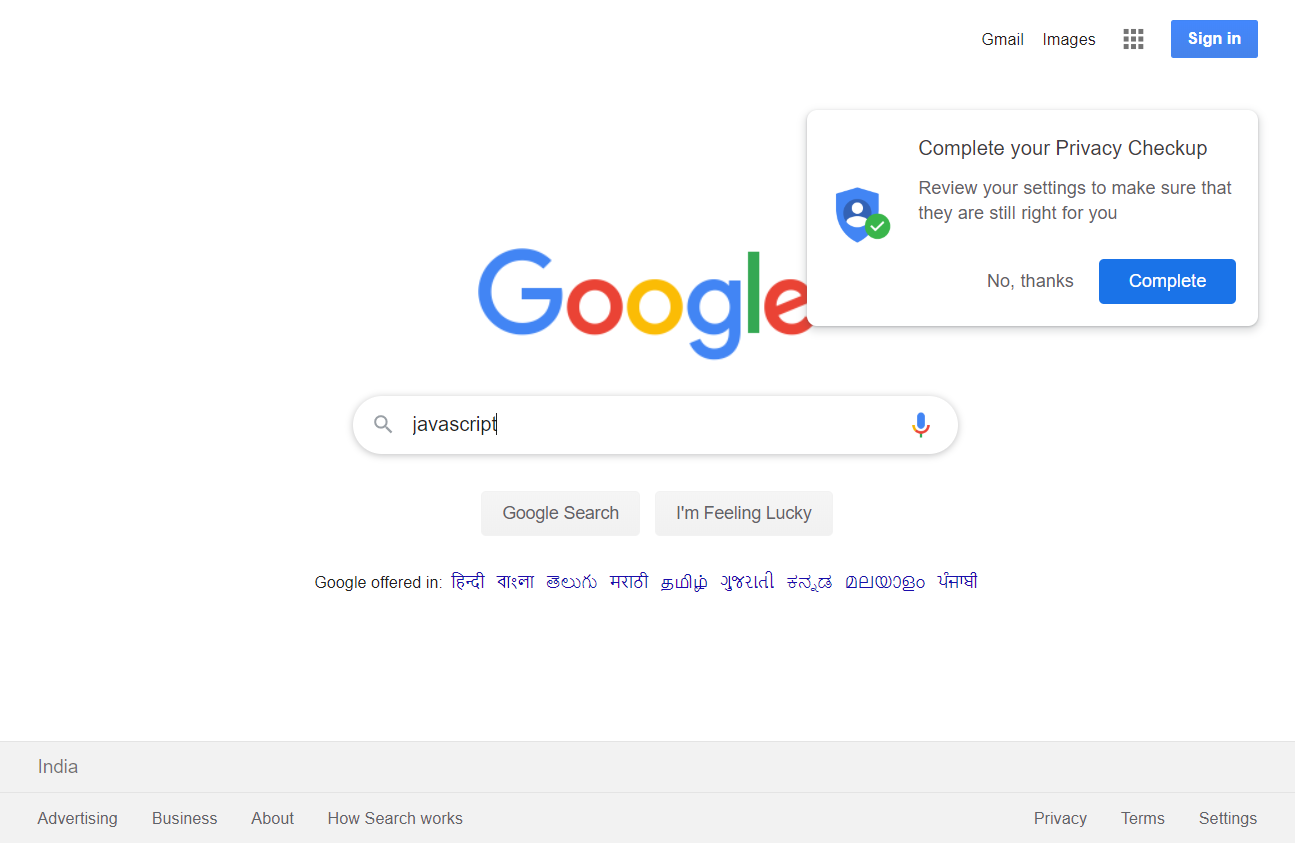 Gmail Images Sign in
Complete your Privacy Checkup
Review your settings to make sure that
they are still right for you
No, thanks Complete
Google
javascript
Google Search I'm Feeling Lucky
Google offered in: हिन्दी বাংলা తెలుగు मराठी தமிழ் ગુજરાતી ಕನ್ನಡ മലയാളം ਪੰਜਾਬੀ
India
Advertising Business About How Search works Privacy Terms Settings